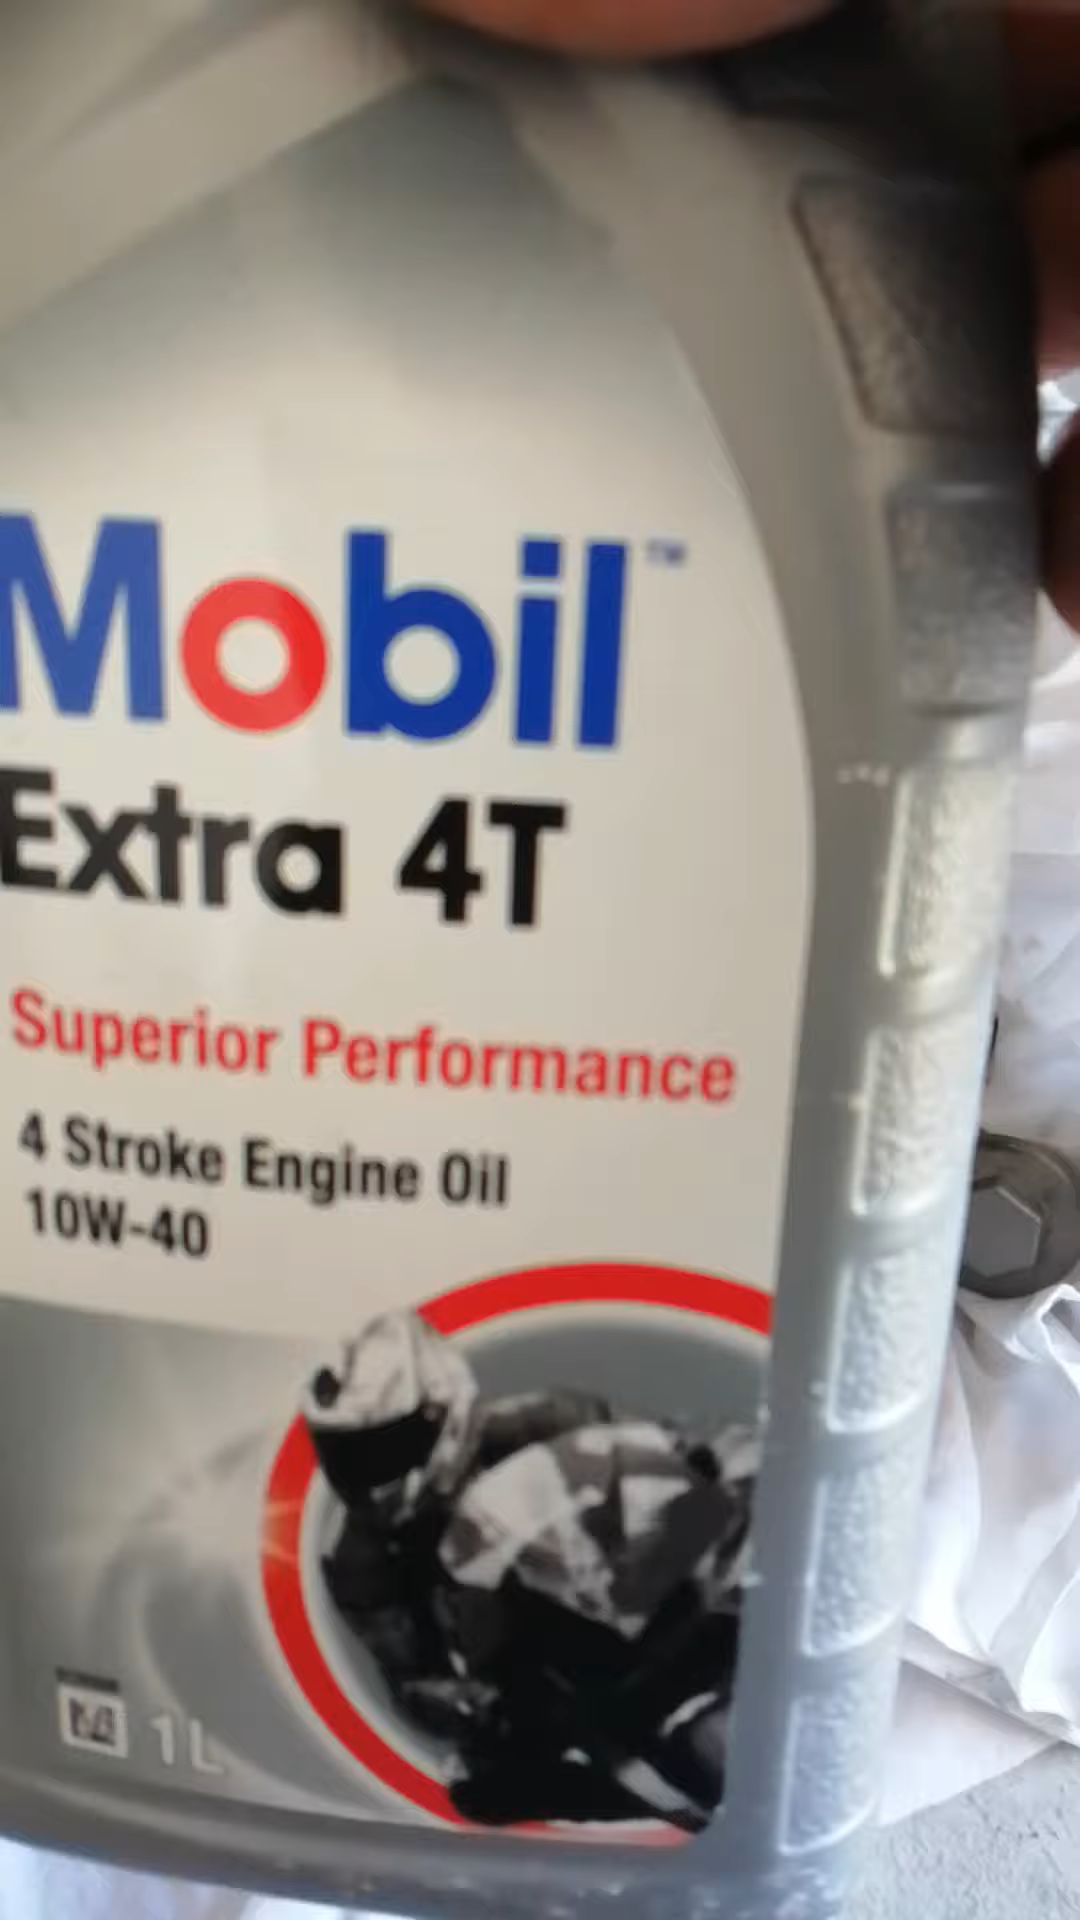 Mobil™
Extra 4T
Superior Performance
4 Stroke Engine Oil
10W-40
1L